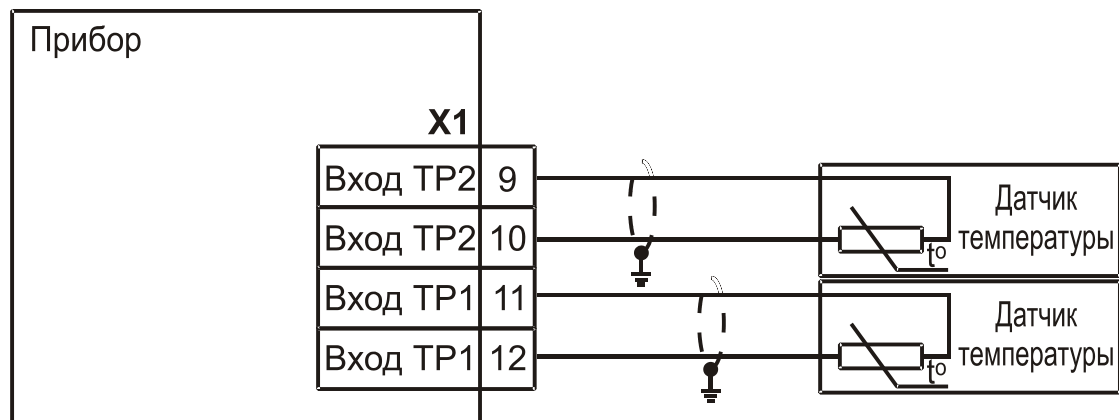 Прибор
X1
Вход ТР2 9
Вход ТР2 10
Вход ТР1 11
Вход ТР1 12
Датчик
температуры
to
Датчик
температуры
to